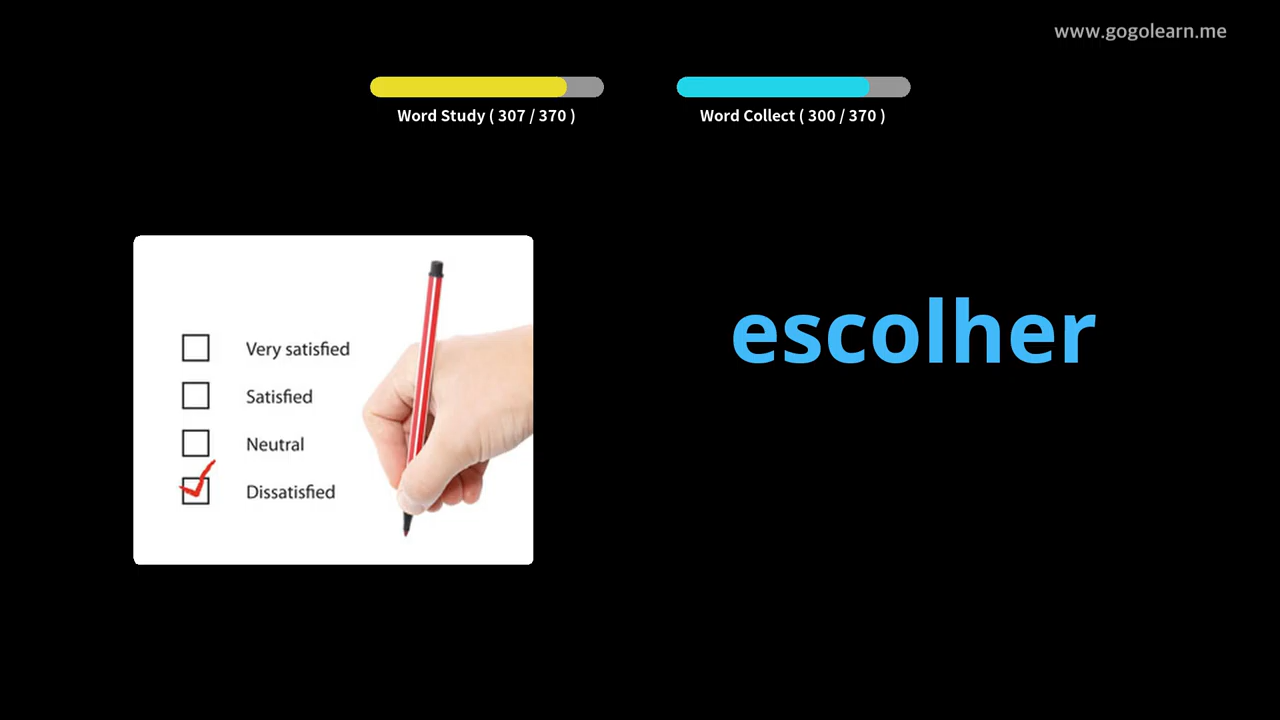 www.gogolearn.me
Word Study ( 307 / 370 )
Word Collect ( 300 / 370 )
escolher
Very satisfied
Satisfied
Neutral
Dissatisfied